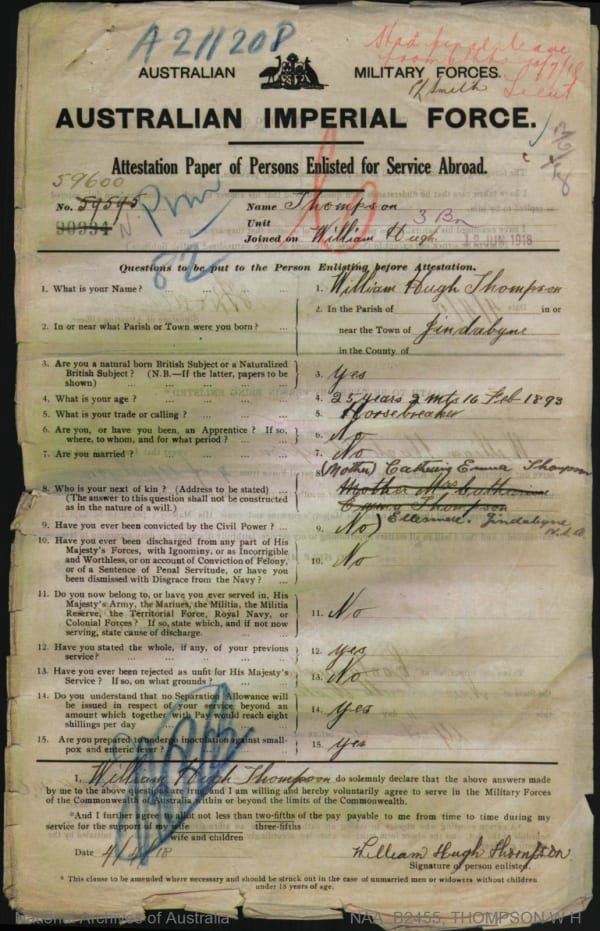 A211208
AUSTRALIAN MILITARY FORCES.
AUSTRALIAN IMPERIAL FORCE.
Attestation Paper of Persons Enlisted for Service Abroad.
59600
No. 59595
Name Thompson
Unit 3 Bn
Joined on William Hugh 12 JUN 1918
82
Questions to be put to the Person Enlisting before Attestation.
1. What is your Name? ... 1. William Hugh Thompson
2. In or near what Parish or Town were you born? ... 2. In the Parish of in or
near the Town of Jindabyne
in the County of
3. Are you a natural born British Subject or a Naturalized
British Subject? (N.B.—If the latter, papers to be
shown) ... 3. Yes
4. What is your age? ... 4. 25 years 2 mts 16 Feb 1893
5. What is your trade or calling? ... 5. Horsebreaker
6. Are you, or have you been, an Apprentice? If so,
where, to whom, and for what period? ... 6. No
7. Are you married? ... 7. No
8. Who is your next of kin? (Address to be stated) ...
(The answer to this question shall not be constructed
as in the nature of a will.)
8. (Mother) Catherine Emma Thompson
Mother Mrs Catherine
Emma Thompson
Jindabyne
N.S.W.
9. Have you ever been convicted by the Civil Power? ... 9. No
10. Have you ever been discharged from any part of His
Majesty's Forces, with Ignominy, or as Incorrigible
and Worthless, or on account of Conviction of Felony,
or of a Sentence of Penal Servitude, or have you
been dismissed with Disgrace from the Navy? ... 10. No
11. Do you now belong to, or have you ever served in, His
Majesty's Army, the Marines, the Militia, the Militia
Reserve, the Territorial Force, Royal Navy, or
Colonial Forces? If so, state which, and if not now
serving, state cause of discharge. ... 11. No
12. Have you stated the whole, if any, of your previous
service? ... 12. yes
13. Have you ever been rejected as unfit for His Majesty's
Service? If so, on what grounds? ... 13. No
14. Do you understand that no Separation Allowance will
be issued in respect of your service beyond an
amount which together with Pay would reach eight
shillings per day 14. yes
15. Are you prepared to undergo inoculation against small-
pox and enteric fever? ... 15. yes
I, William Hugh Thompson do solemnly declare that the above answers made
by me to the above questions are true, and I am willing and hereby voluntarily agree to serve in the Military Forces
of the Commonwealth of Australia within or beyond the limits of the Commonwealth.
*And I further agree to allot not less than two-fifths of the pay payable to me from time to time during my
three-fifths
service for the support of my wife
wife and children
Date 4/4/18 William Hugh Thompson
Signature of person enlisted.
* This clause to be amended where necessary and should be struck out in the case of unmarried men or widowers without children
under 18 years of age.
National Archives of Australia NAA: B2455, THOMPSON W H